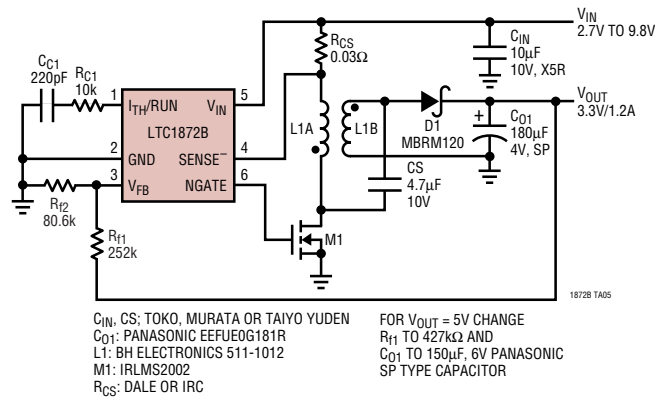 V_IN
2.7V TO 9.8V
R_CS
0.03Ω
C_IN
10µF
10V, X5R
C_C1
220pF
R_C1
10k
1
I_TH/RUN
V_IN
5
LTC1872B
2
GND
SENSE⁻
4
3
V_FB
NGATE
6
L1A
L1B
D1
MBRM120
V_OUT
3.3V/1.2A
+
C_O1
180µF
4V, SP
CS
4.7µF
10V
R_f2
80.6k
R_f1
252k
M1
1872B TA05
C_IN, CS; TOKO, MURATA OR TAIYO YUDEN
C_O1: PANASONIC EEFUE0G181R
L1: BH ELECTRONICS 511-1012
M1: IRLMS2002
R_CS: DALE OR IRC
FOR V_OUT = 5V CHANGE
R_f1 TO 427kΩ AND
C_O1 TO 150µF, 6V PANASONIC
SP TYPE CAPACITOR